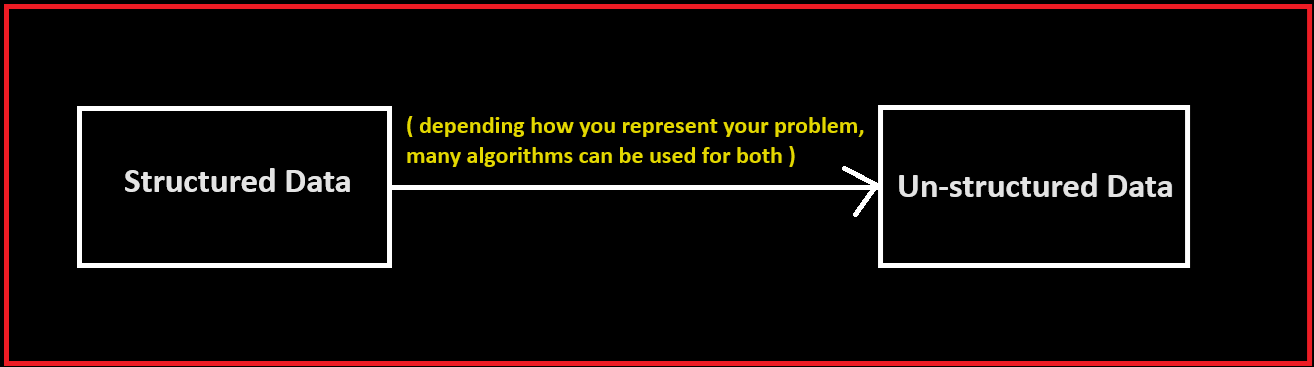 Structured Data
( depending how you represent your problem,
many algorithms can be used for both )
Un-structured Data